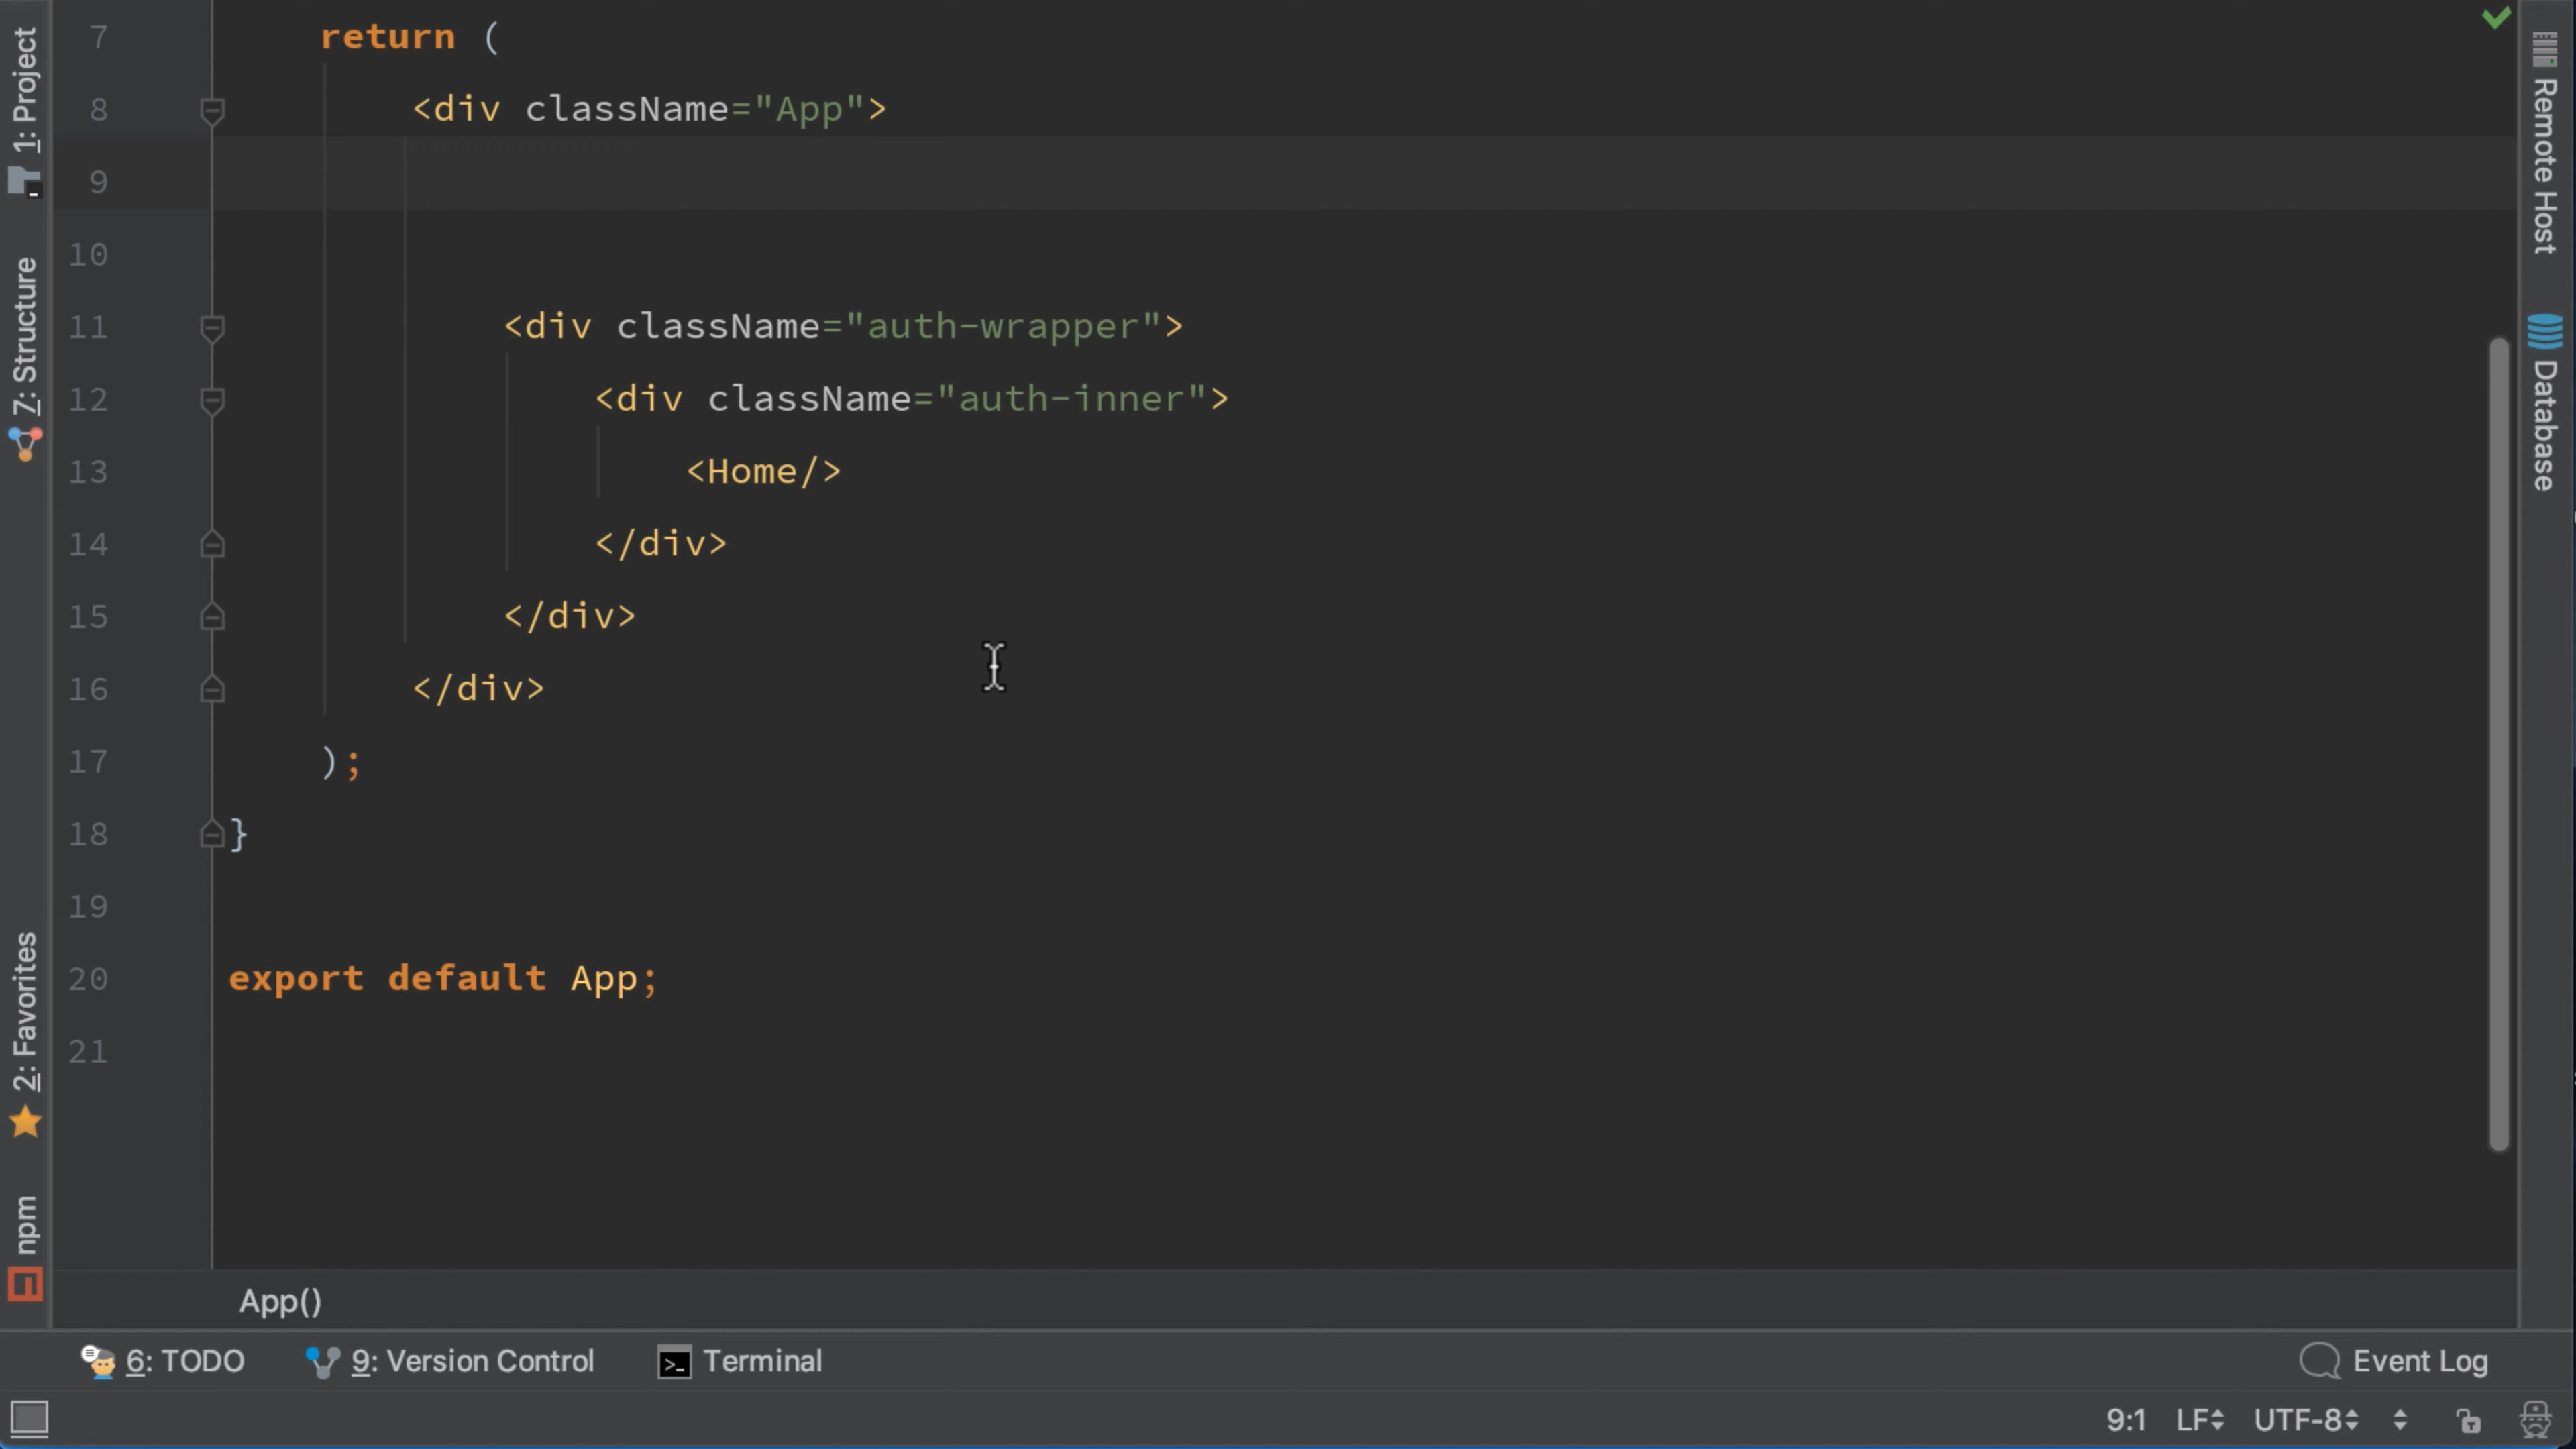 1: Project
7: Structure
2: Favorites
npm
7 return (
8 <div className="App">
9
10
11 <div className="auth-wrapper">
12 <div className="auth-inner">
13 <Home/>
14 </div>
15 </div>
16 </div>
17 );
18 }
19
20 export default App;
21
App()
Remote Host
Database
6: TODO 9: Version Control Terminal Event Log
9:1 LF UTF-8